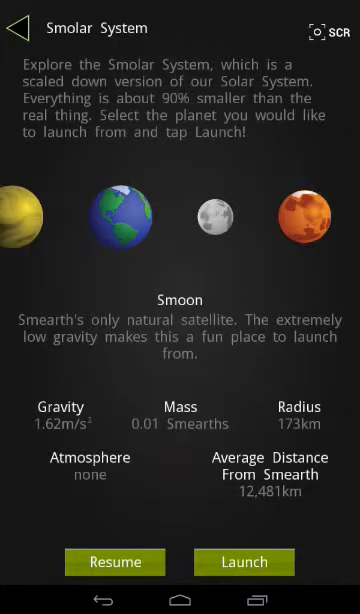 Smolar System
SCR
Explore the Smolar System, which is a
scaled down version of our Solar System.
Everything is about 90% smaller than the
real thing. Select the planet you would like
to launch from and tap Launch!
Smoon
Smearth's only natural satellite. The extremely
low gravity makes this a fun place to launch
from.
Gravity Mass Radius
1.62m/s² 0.01 Smearths 173km
Atmosphere Average Distance
none From Smearth
12,481km
Resume Launch